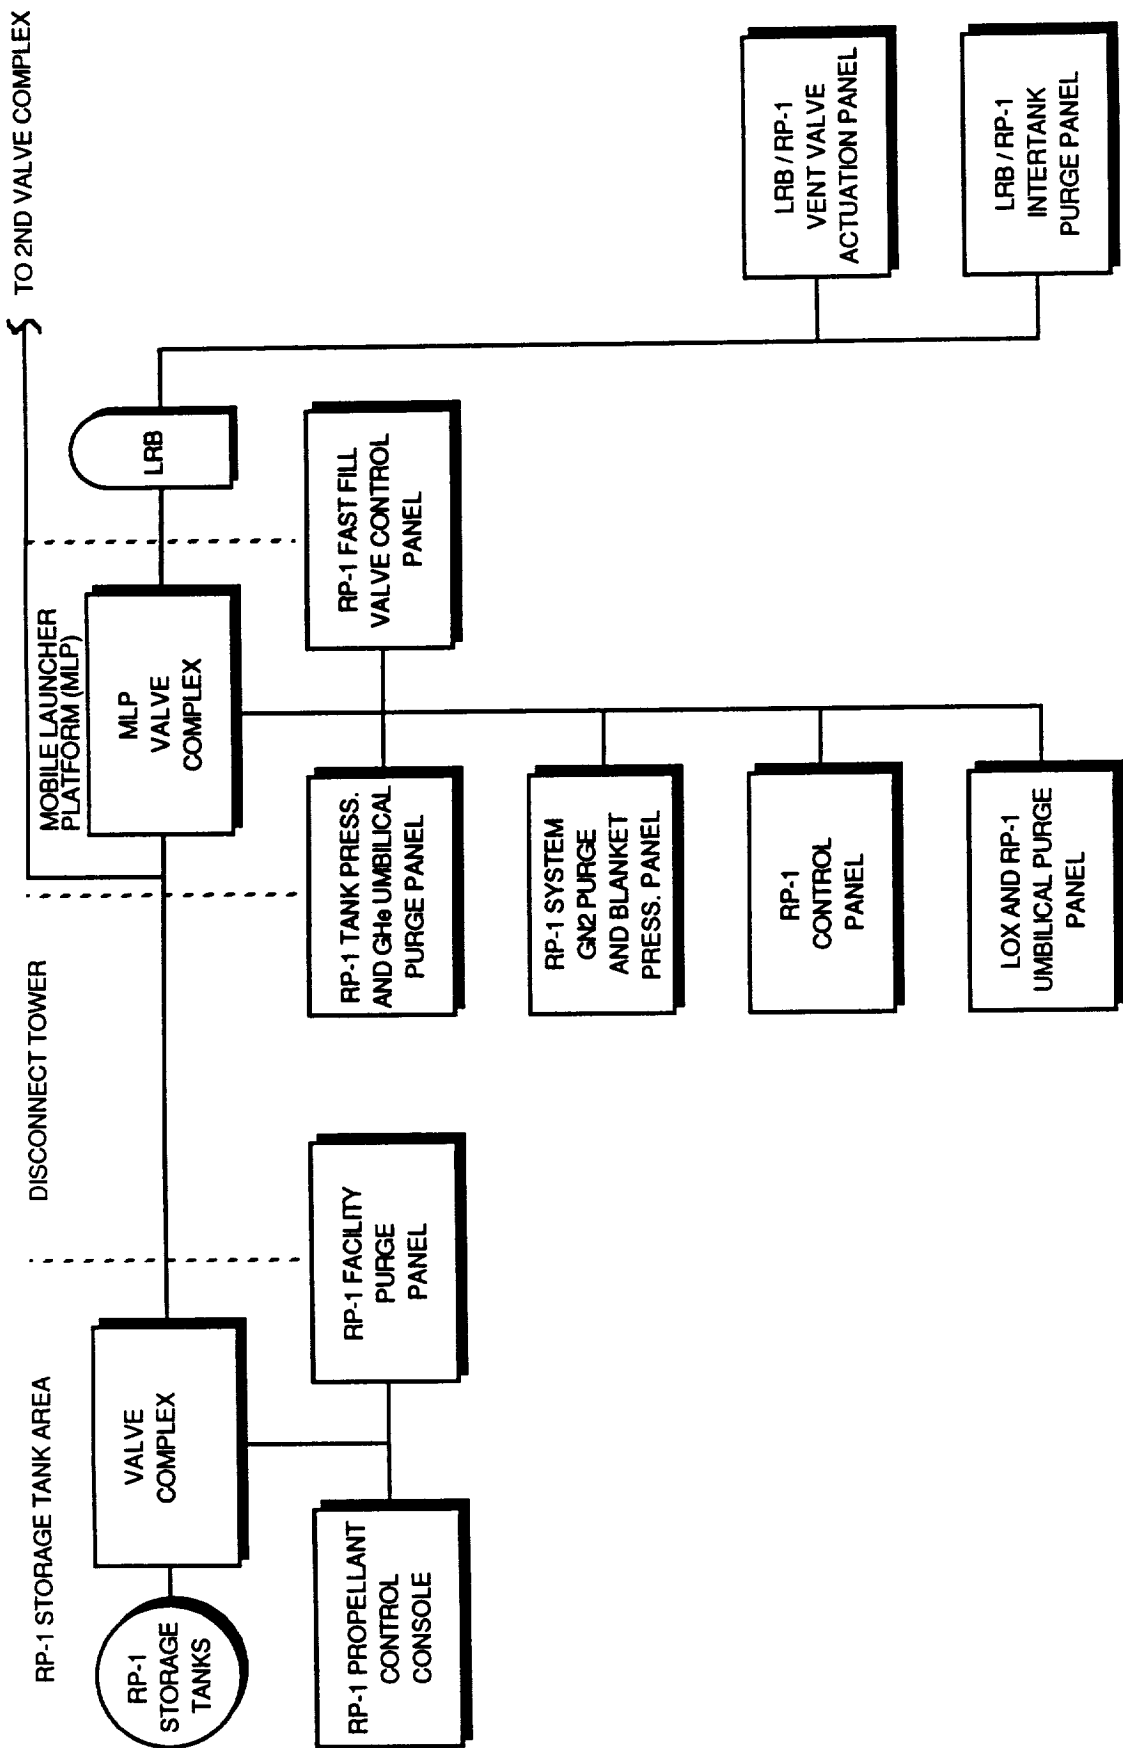 RP-1 STORAGE TANK AREA
DISCONNECT TOWER
MOBILE LAUNCHER
PLATFORM (MLP)
TO 2ND VALVE COMPLEX
RP-1
STORAGE
TANKS
VALVE
COMPLEX
MLP
VALVE
COMPLEX
LRB
RP-1 PROPELLANT
CONTROL
CONSOLE
RP-1 FACILITY
PURGE
PANEL
RP-1 TANK PRESS.
AND GHe UMBILICAL
PURGE PANEL
RP-1 FAST FILL
VALVE CONTROL
PANEL
RP-1 SYSTEM
GN2 PURGE
AND BLANKET
PRESS. PANEL
RP-1
CONTROL
PANEL
LOX AND RP-1
UMBILICAL PURGE
PANEL
LRB / RP-1
VENT VALVE
ACTUATION PANEL
LRB / RP-1
INTERTANK
PURGE PANEL